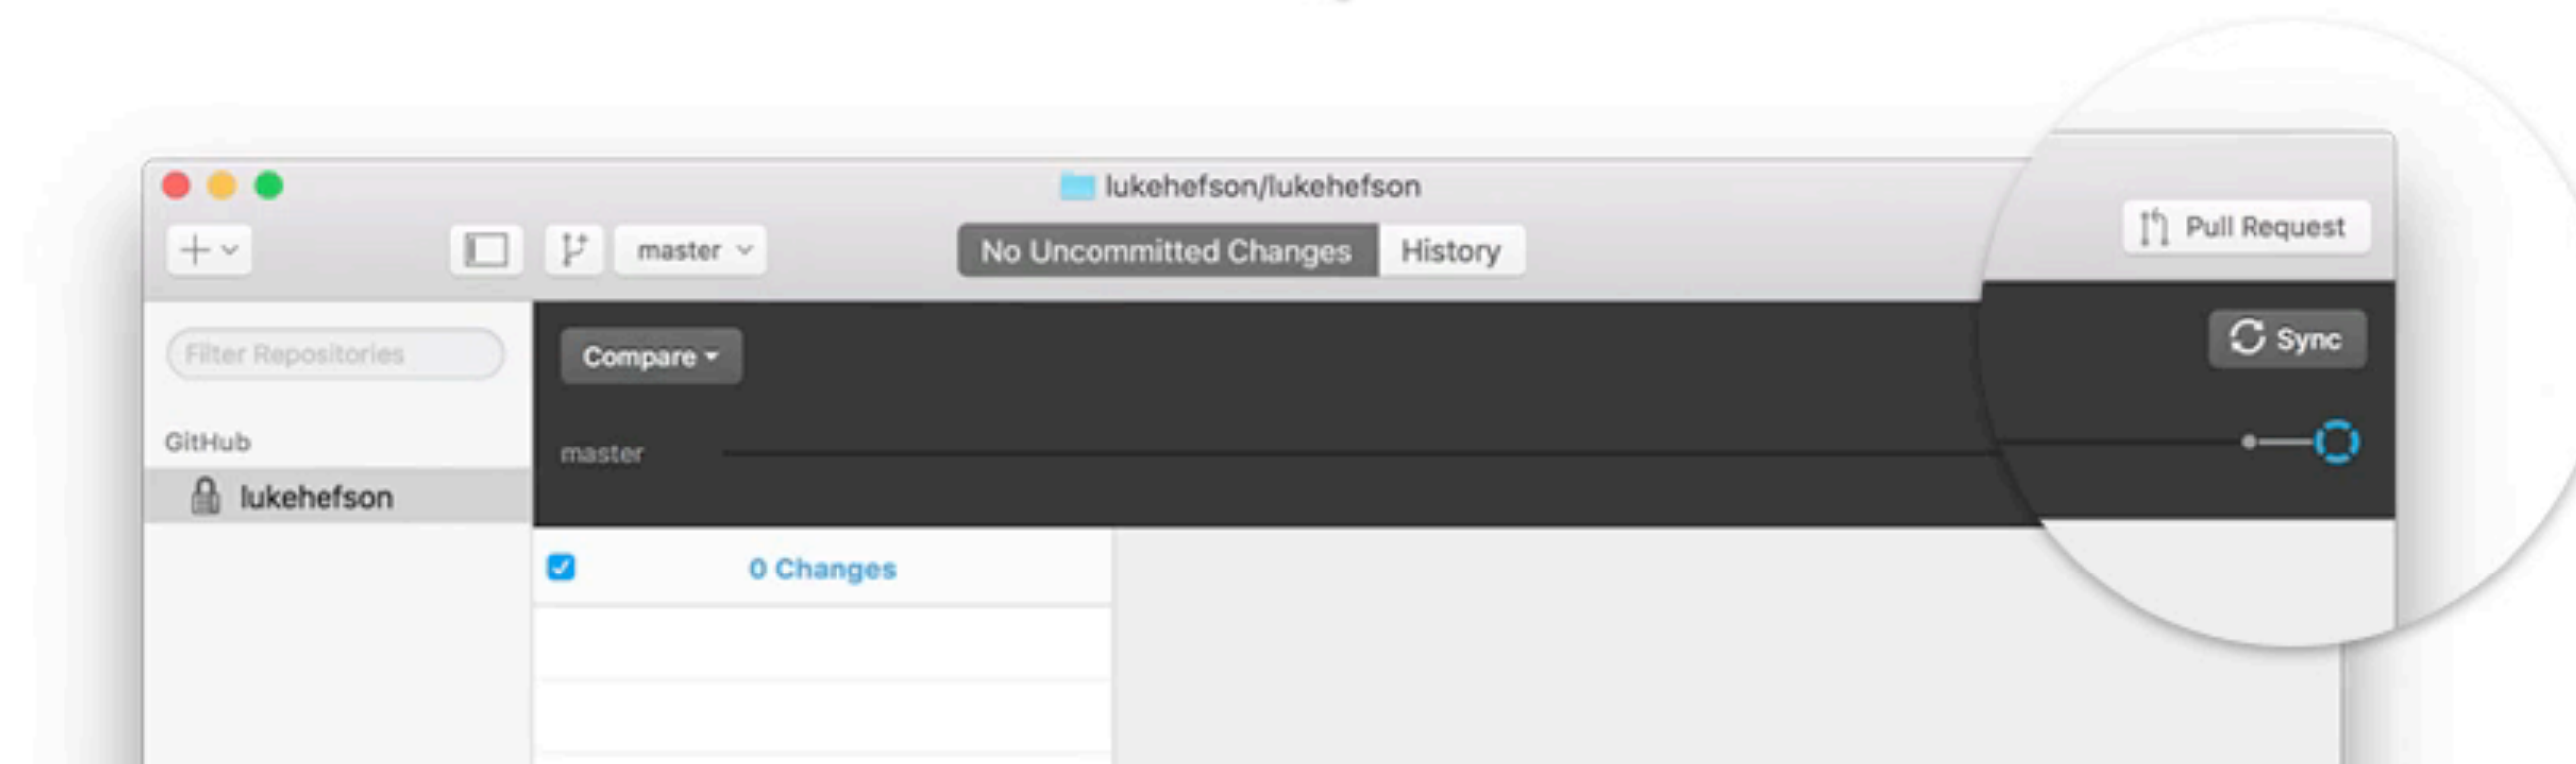 lukehefson/lukehefson
master No Uncommitted Changes History Pull Request
Filter Repositories Compare Sync
GitHub
master
lukehefson
0 Changes